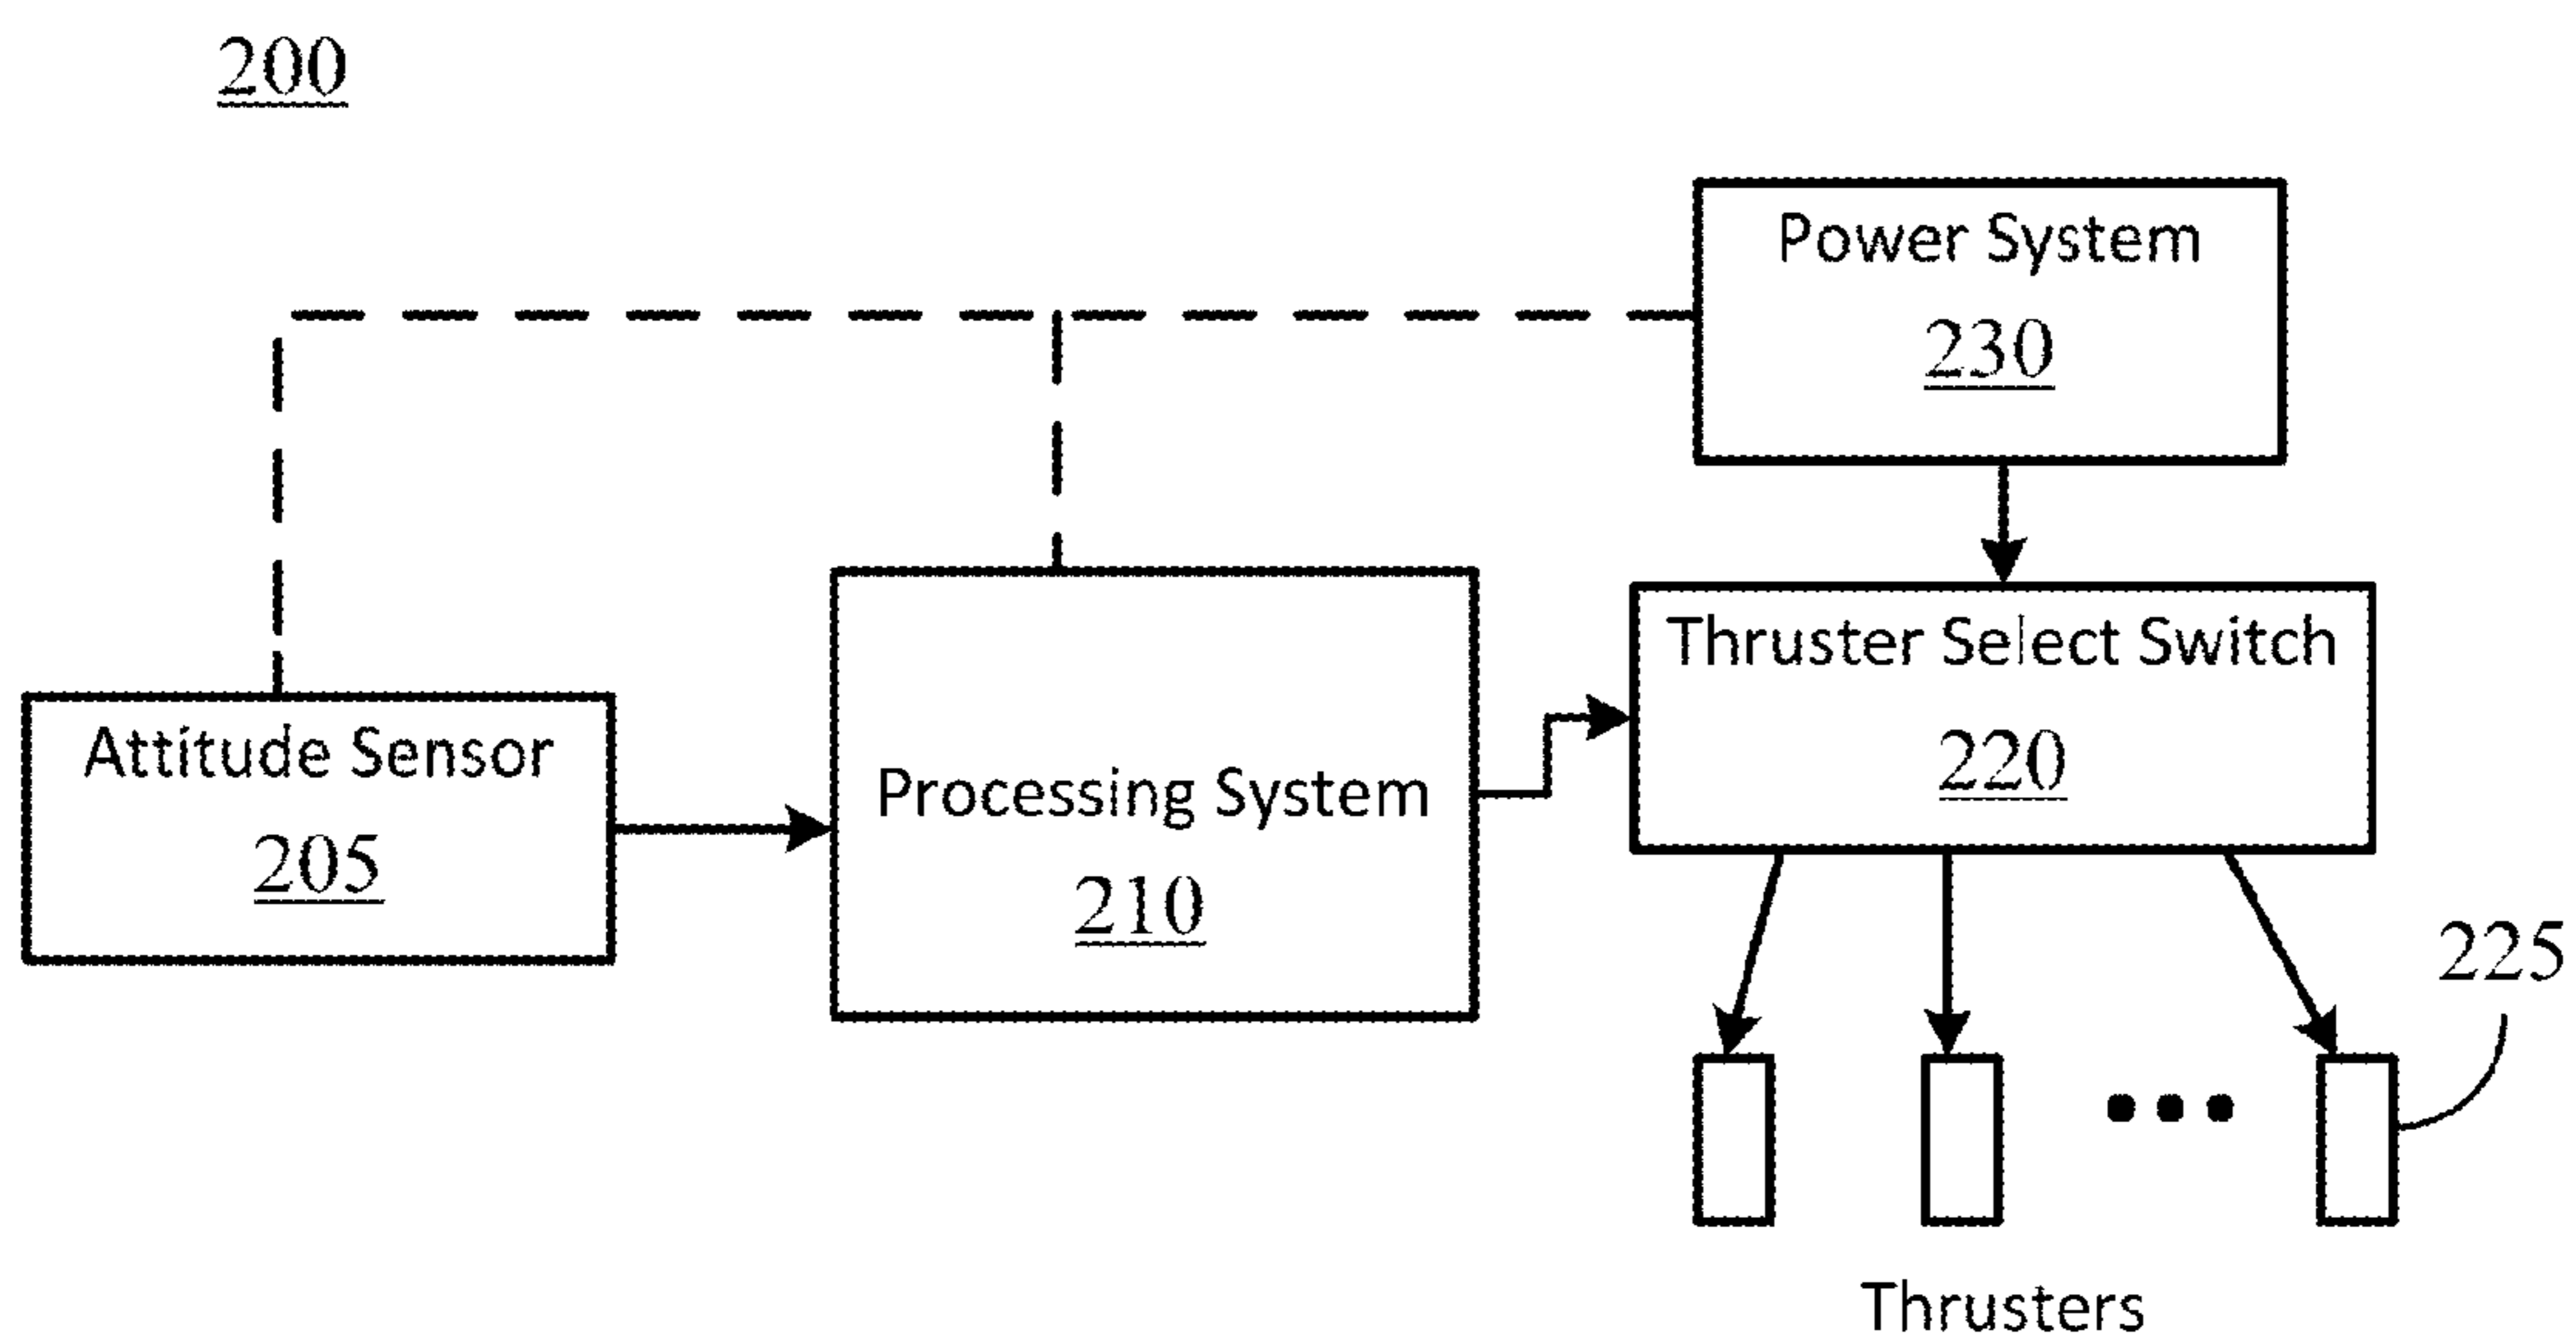 200
Power System
230
Thruster Select Switch
220
Attitude Sensor
205
Processing System
210
225
Thrusters